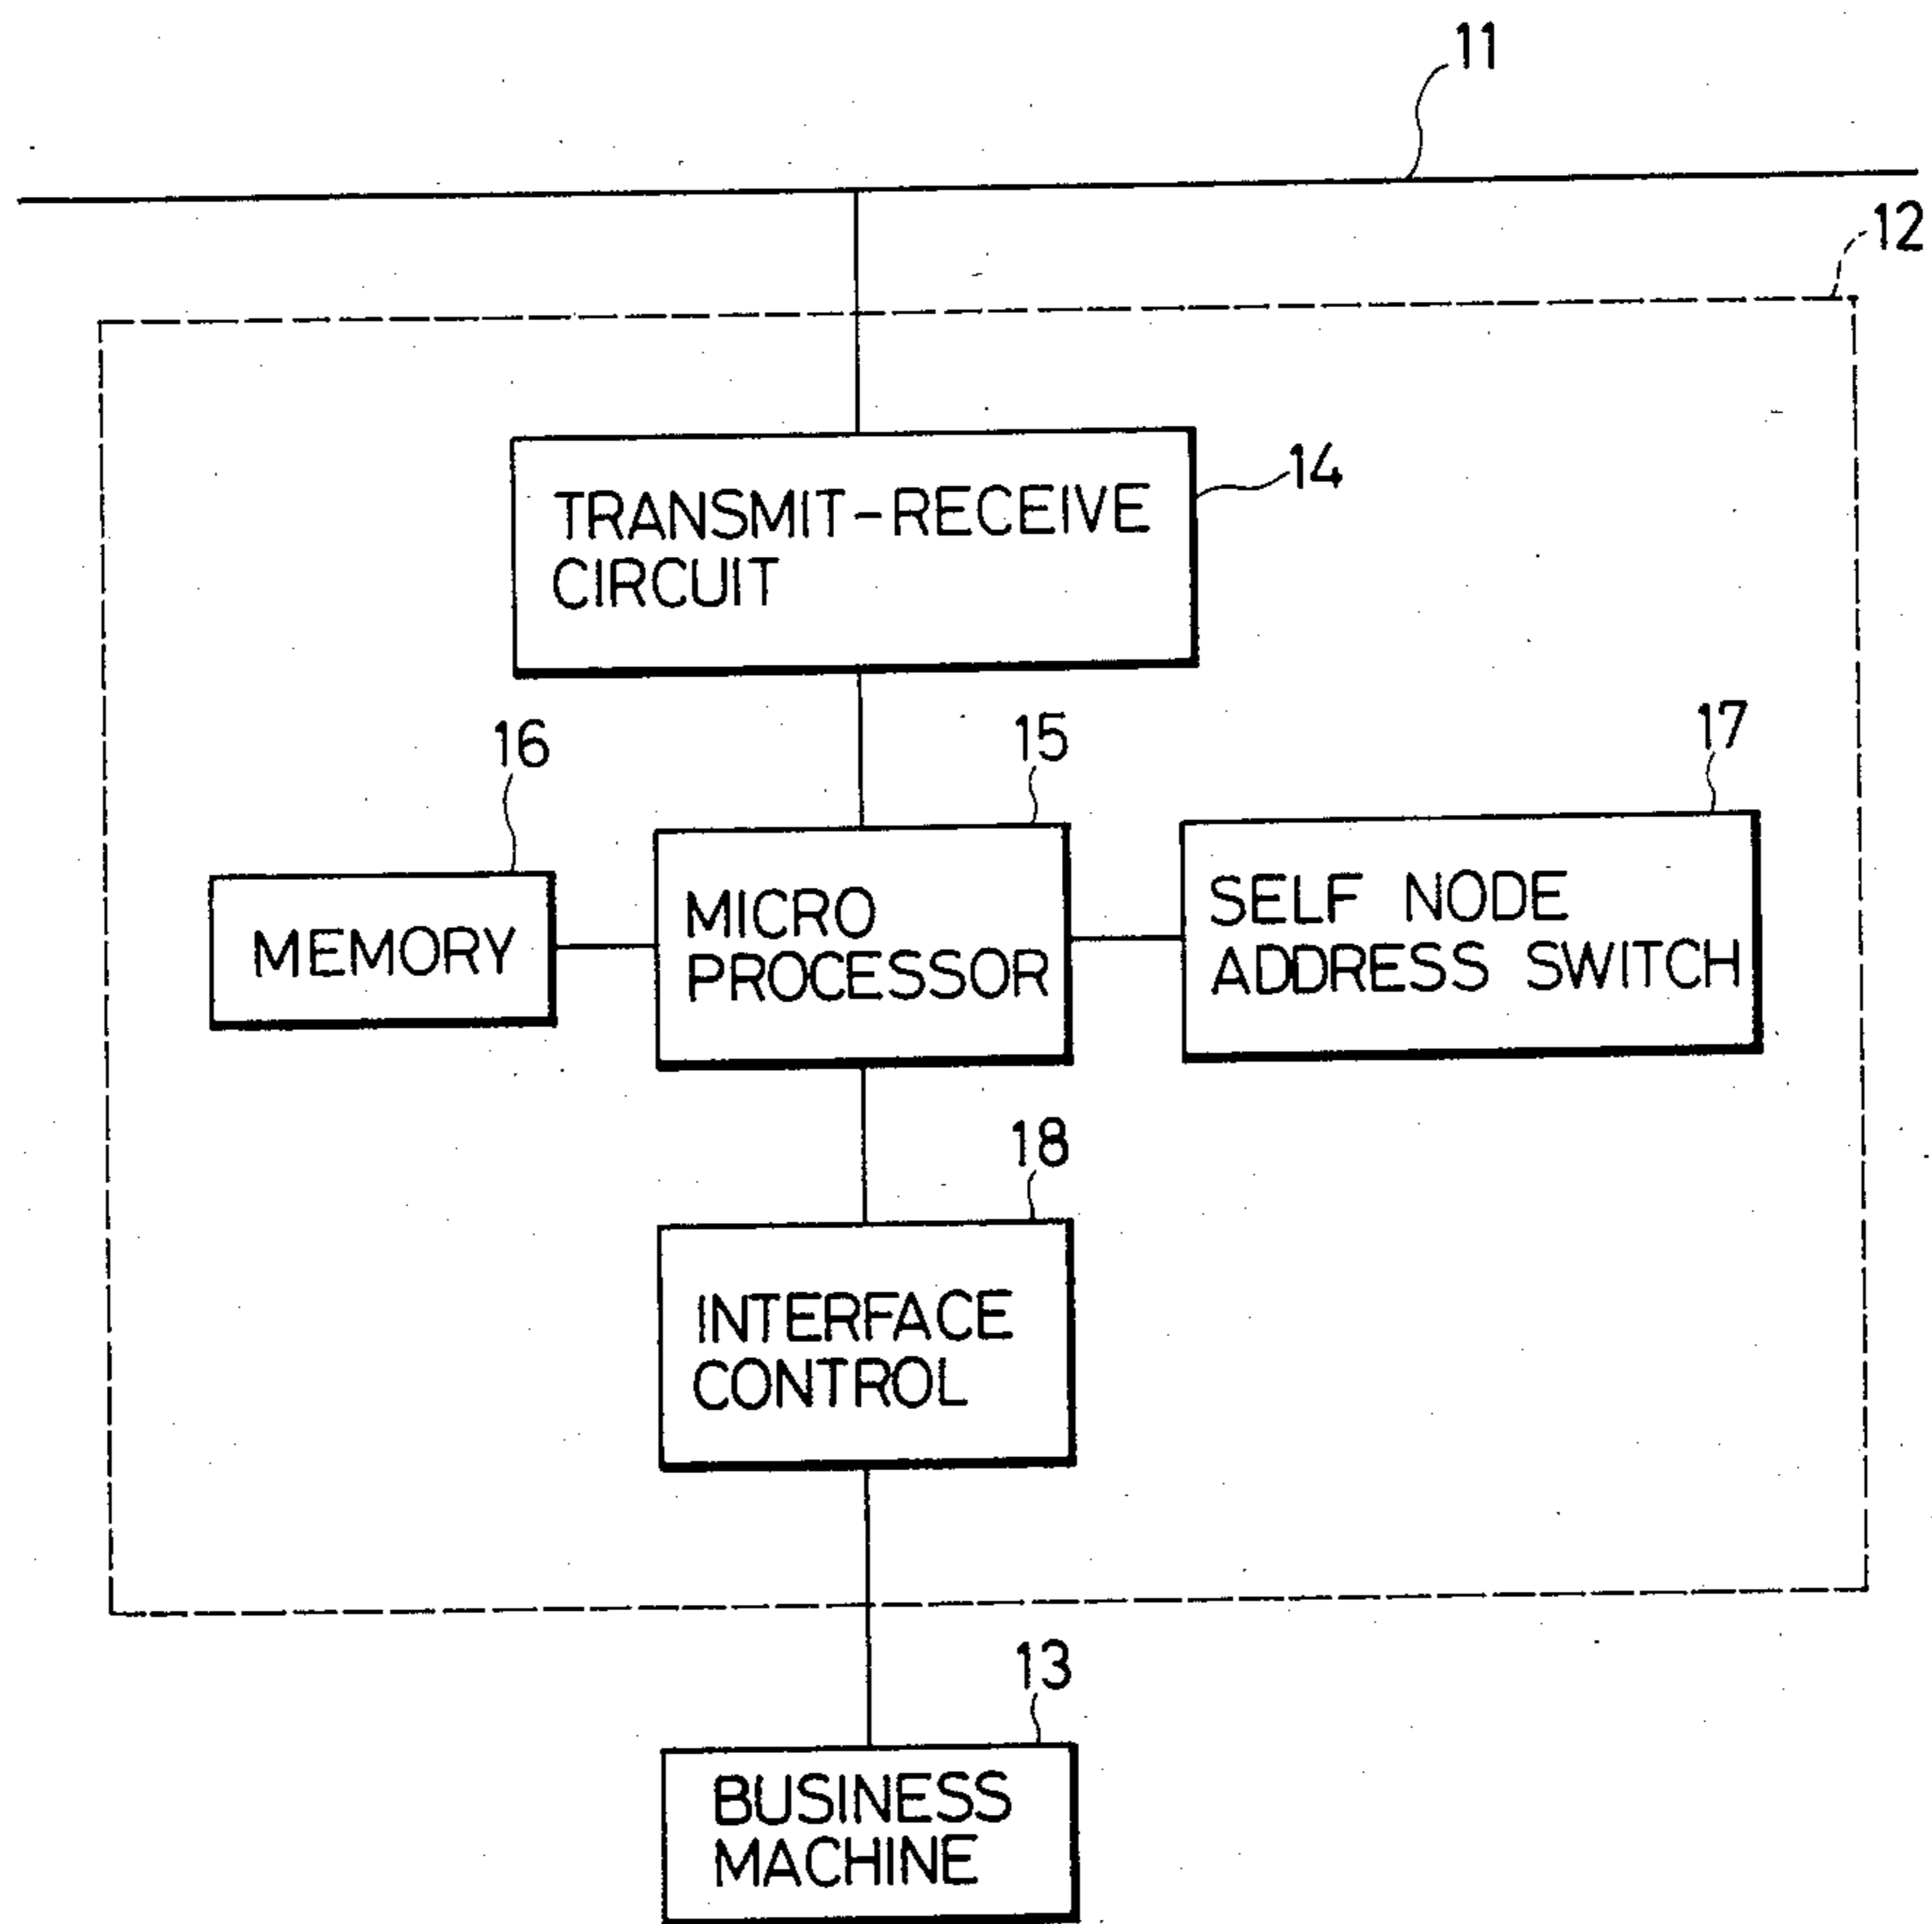 11
12
TRANSMIT-RECEIVE
CIRCUIT
14
16
15
17
MEMORY
MICRO
PROCESSOR
SELF NODE
ADDRESS SWITCH
18
INTERFACE
CONTROL
13
BUSINESS
MACHINE